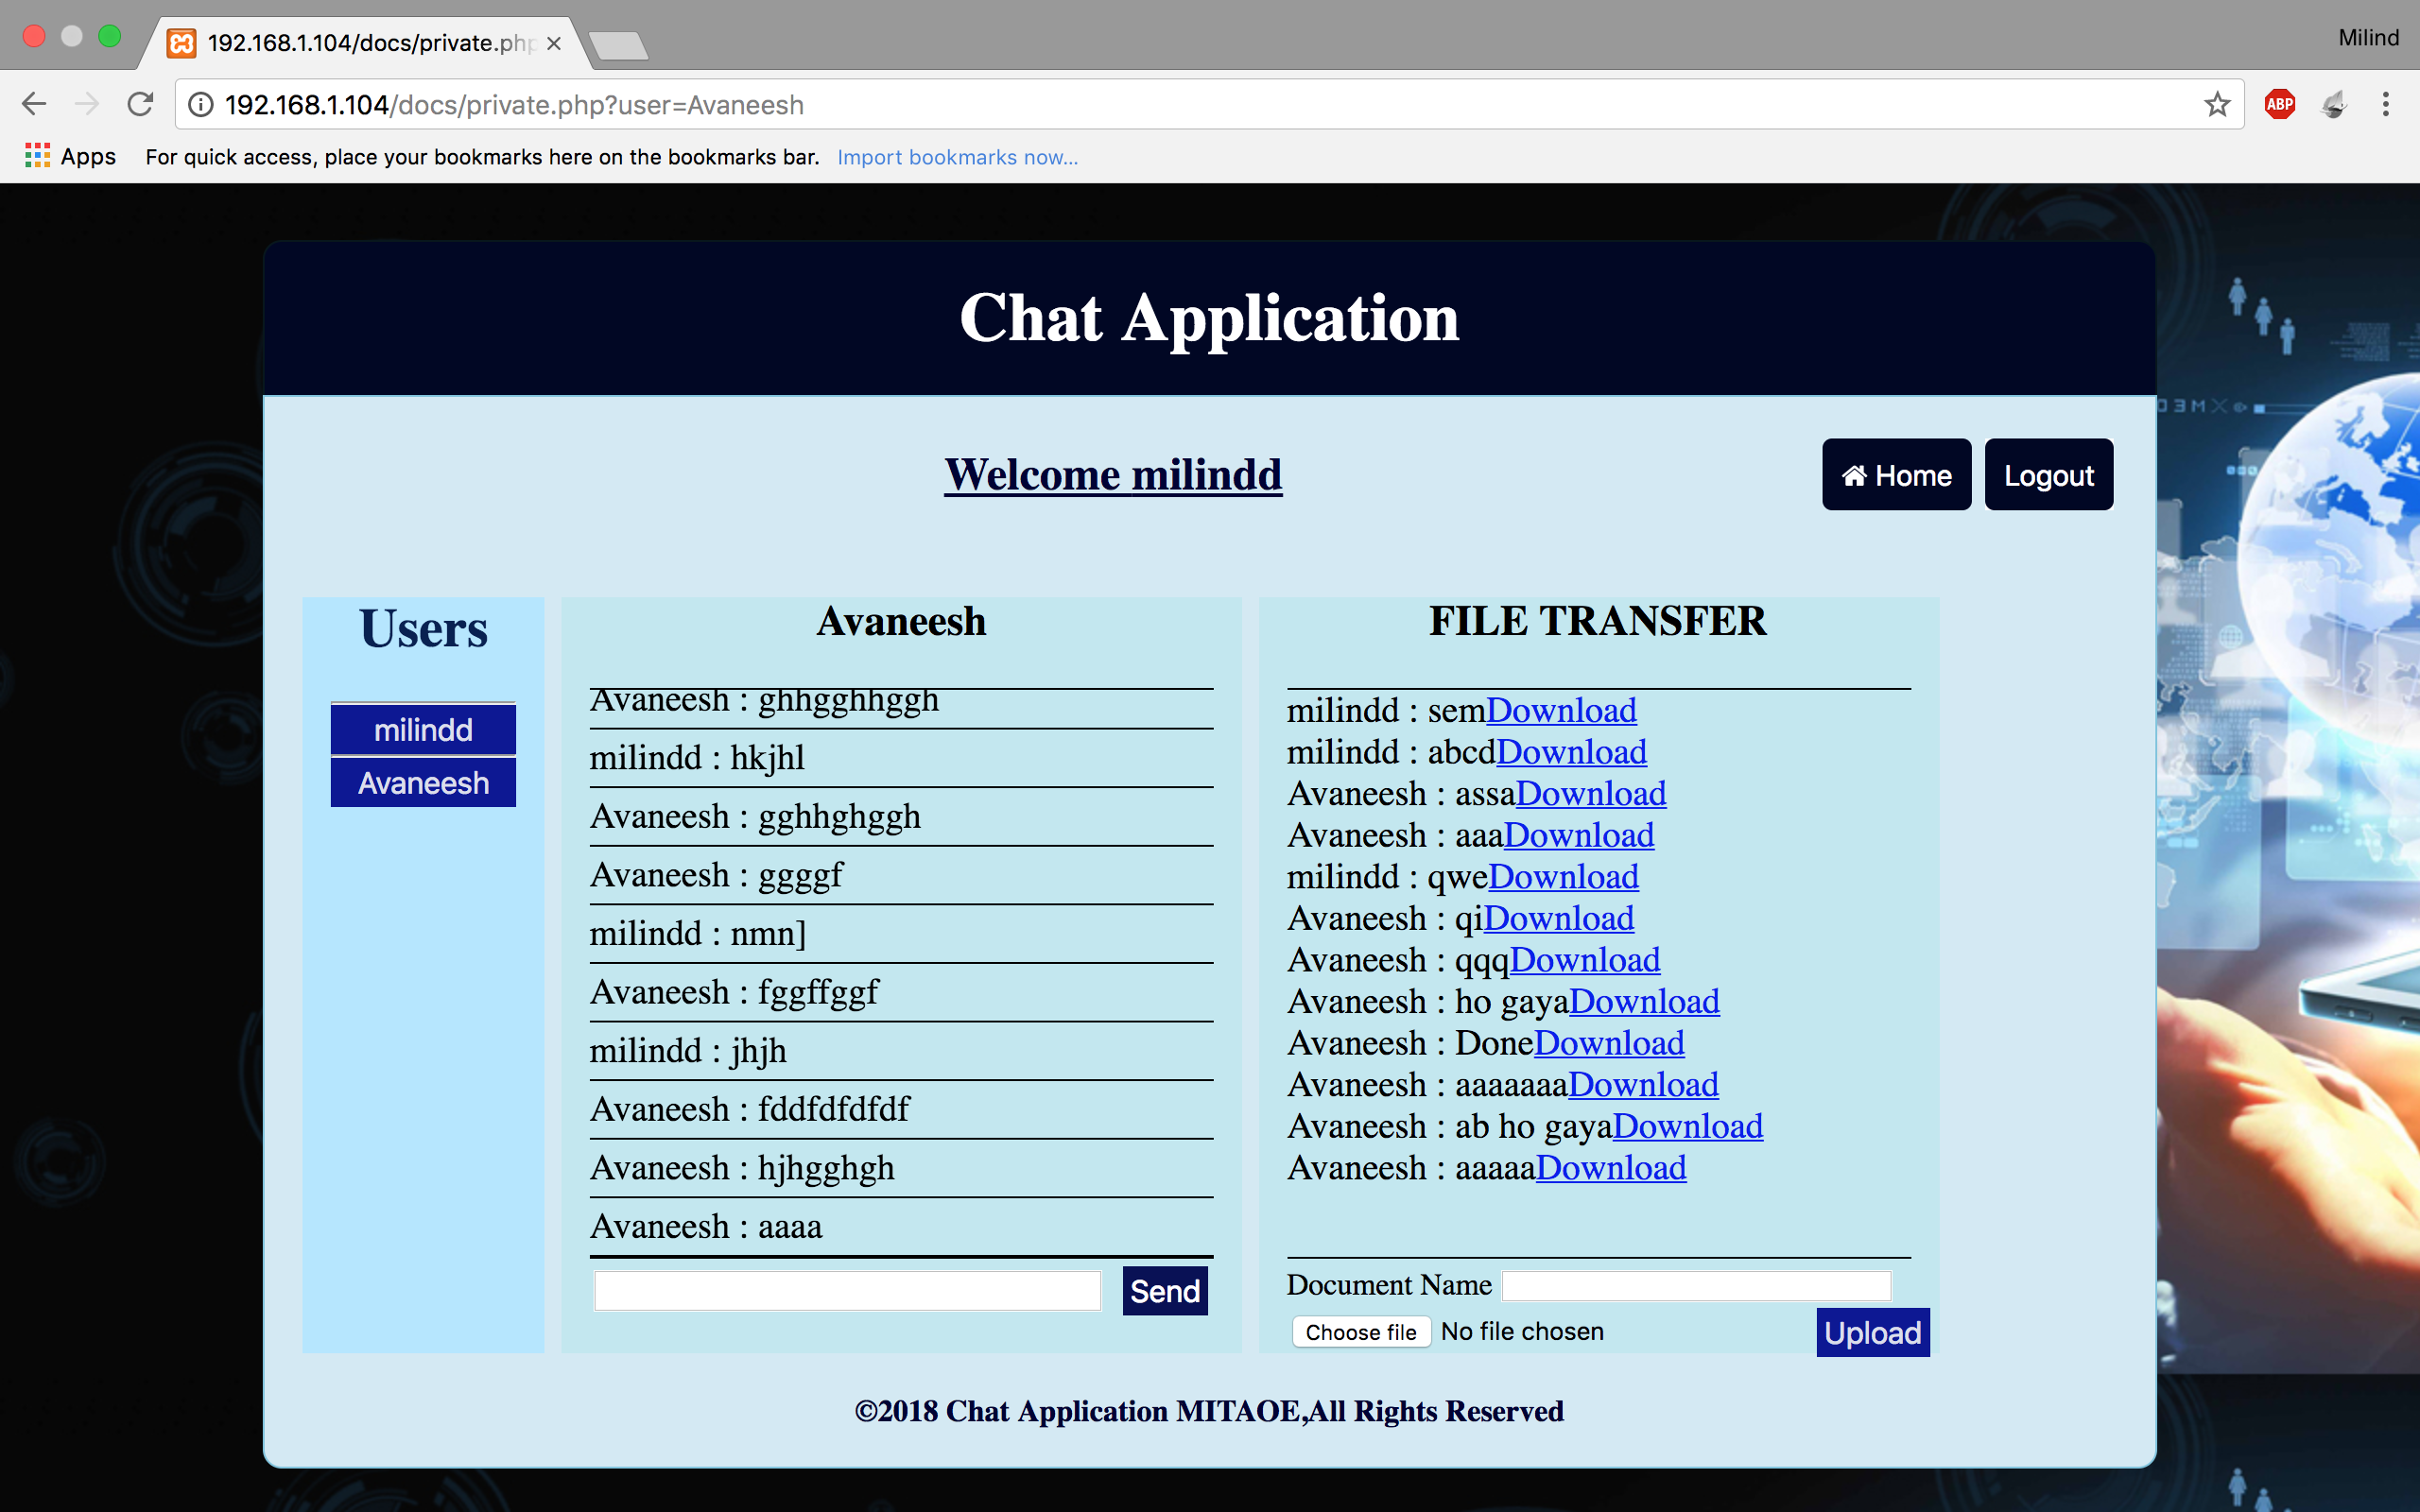 192.168.1.104/docs/private.php
Milind
192.168.1.104/docs/private.php?user=Avaneesh
ABP
Apps For quick access, place your bookmarks here on the bookmarks bar. Import bookmarks now...
Chat Application
Welcome milindd
Home Logout
Users
milindd
Avaneesh
Avaneesh
Avaneesh : ghhgghhggh
milindd : hkjhl
Avaneesh : gghhghggh
Avaneesh : ggggf
milindd : nmn]
Avaneesh : fggffggf
milindd : jhjh
Avaneesh : fddfdfdfdf
Avaneesh : hjhgghgh
Avaneesh : aaaa
Send
FILE TRANSFER
milindd : semDownload
milindd : abcdDownload
Avaneesh : assaDownload
Avaneesh : aaaDownload
milindd : qweDownload
Avaneesh : qiDownload
Avaneesh : qqqDownload
Avaneesh : ho gayaDownload
Avaneesh : DoneDownload
Avaneesh : aaaaaaaDownload
Avaneesh : ab ho gayaDownload
Avaneesh : aaaaaDownload
Document Name
Choose file No file chosen
Upload
©2018 Chat Application MITAOE,All Rights Reserved